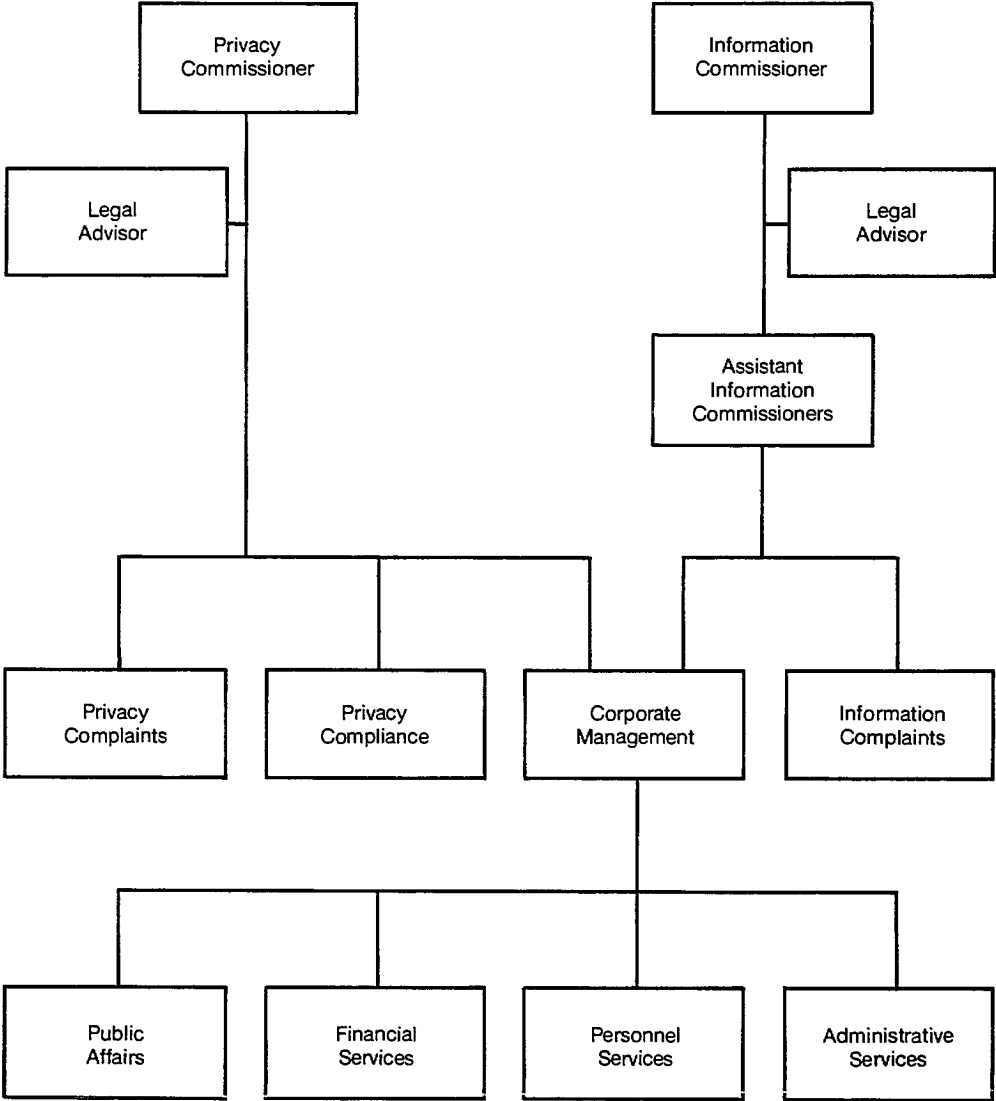 Privacy
Commissioner
Information
Commissioner
Legal
Advisor
Legal
Advisor
Assistant
Information
Commissioners
Privacy
Complaints
Privacy
Compliance
Corporate
Management
Information
Complaints
Public
Affairs
Financial
Services
Personnel
Services
Administrative
Services